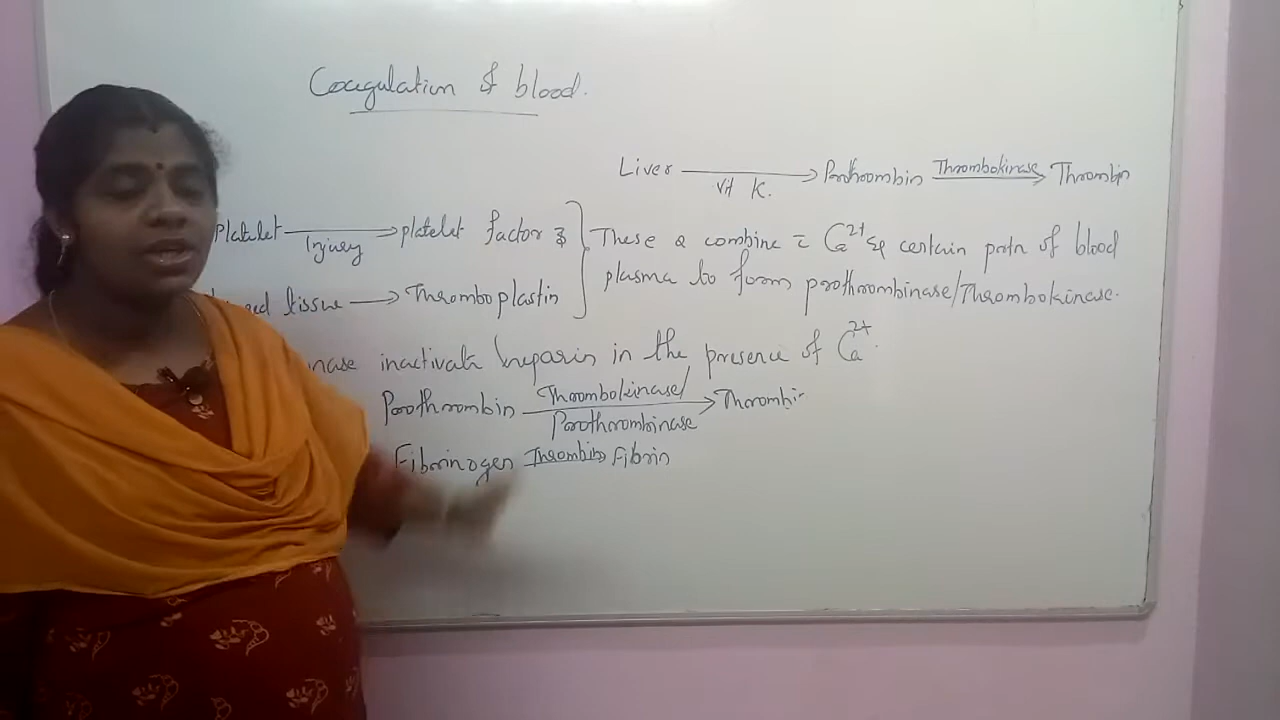 Coagulation of blood.
Liver vit K. Prothrombin Thrombokinase Thrombin
Platelet Injury platelet factor 3 These 2 combine = Ca2+ & certain protn of blood
tissue Thromboplastin plasma to form prothrombinase/Thrombokinase.
inase inactivate heparin in the presence of Ca2+.
Prothrombin Thrombokinase/ Prothrombinase Thrombin
Fibrinogen Thrombin Fibrin